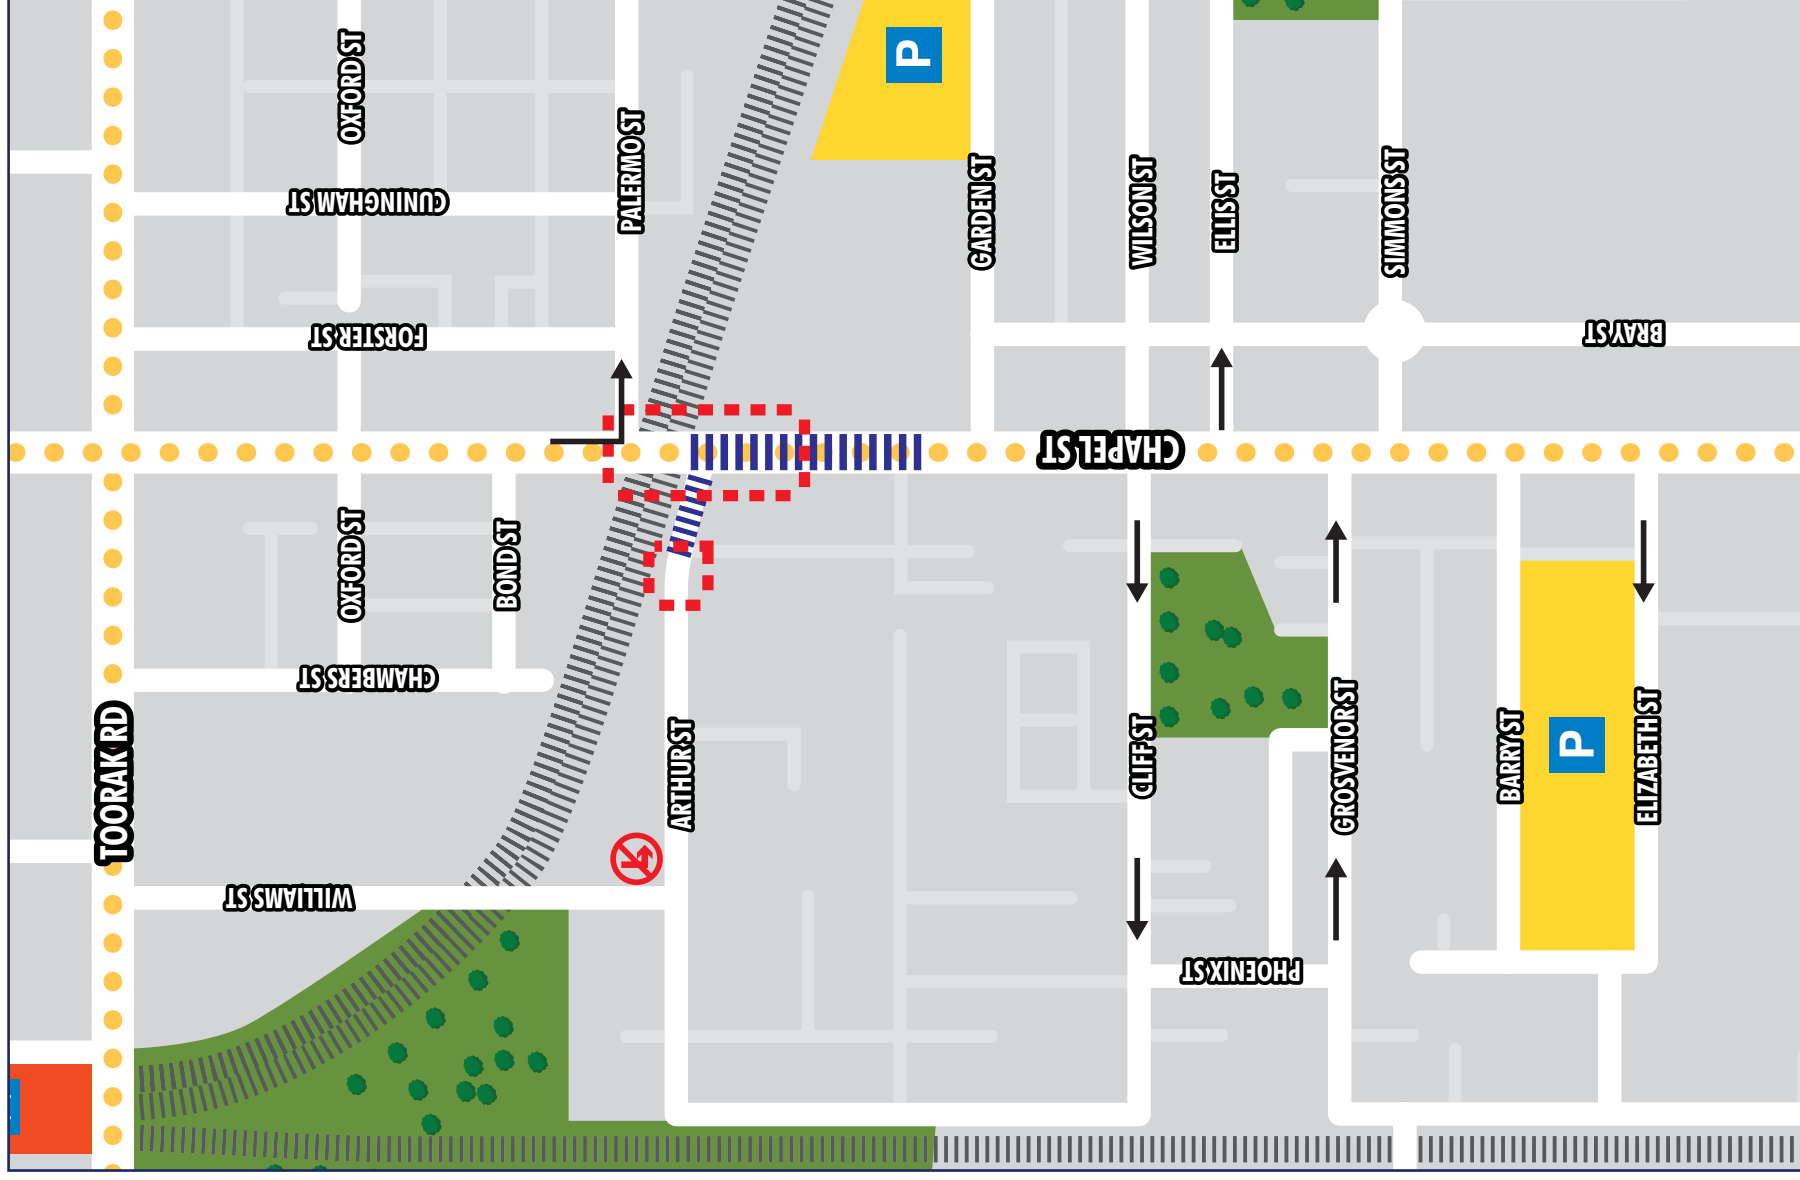 OXFORD ST
P
PALERMO ST
CUNINGHAM ST
GARDEN ST
WILSON ST
ELLIS ST
SIMMONS ST
FORSTER ST
BRAY ST
CHAPEL ST
OXFORD ST
BOND ST
CHAMBERS ST
TOORAK RD
ARTHUR ST
CLIFF ST
GROSVENOR ST
BARRY ST
P
ELIZABETH ST
WILLIAMS ST
PHOENIX ST